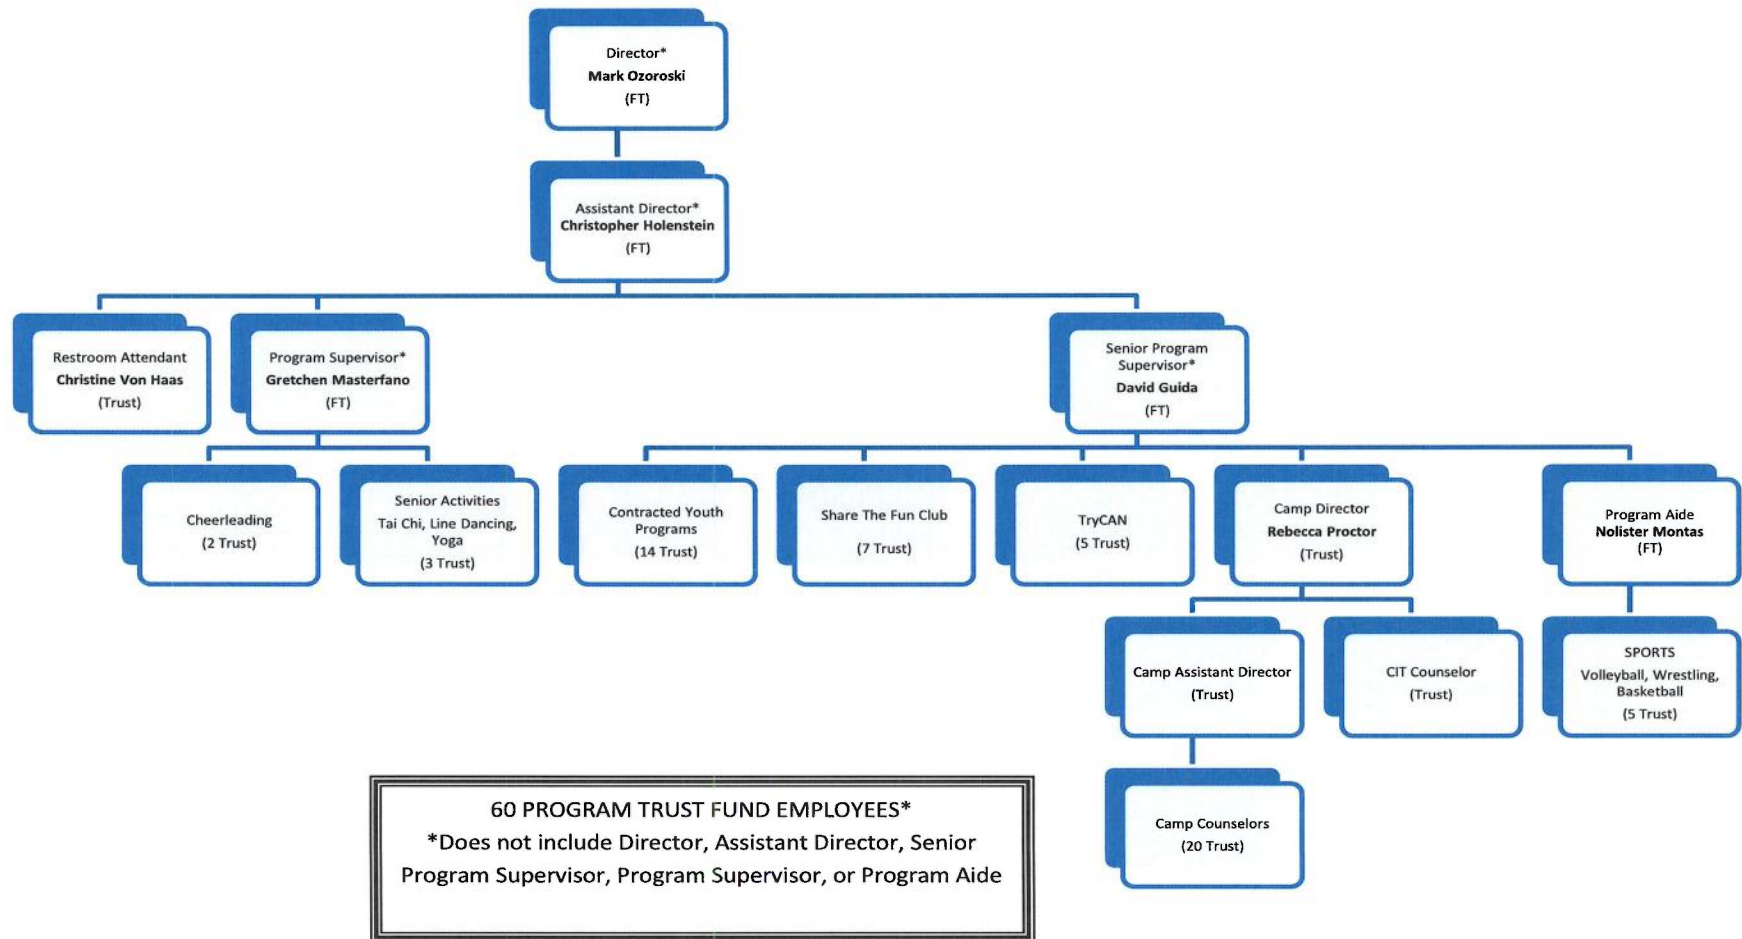 Director*
Mark Ozoroski
(FT)
Assistant Director*
Christopher Holenstein
(FT)
Restroom Attendant
Christine Von Haas
(Trust)
Program Supervisor*
Gretchen Masterfano
(FT)
Senior Program
Supervisor*
David Guida
(FT)
Cheerleading
(2 Trust)
Senior Activities
Tai Chi, Line Dancing,
Yoga
(3 Trust)
Contracted Youth
Programs
(14 Trust)
Share The Fun Club
(7 Trust)
TryCAN
(5 Trust)
Camp Director
Rebecca Proctor
(Trust)
Program Aide
Nolister Montas
(FT)
Camp Assistant Director
(Trust)
CIT Counselor
(Trust)
SPORTS
Volleyball, Wrestling,
Basketball
(5 Trust)
Camp Counselors
(20 Trust)
60 PROGRAM TRUST FUND EMPLOYEES*
*Does not include Director, Assistant Director, Senior
Program Supervisor, Program Supervisor, or Program Aide